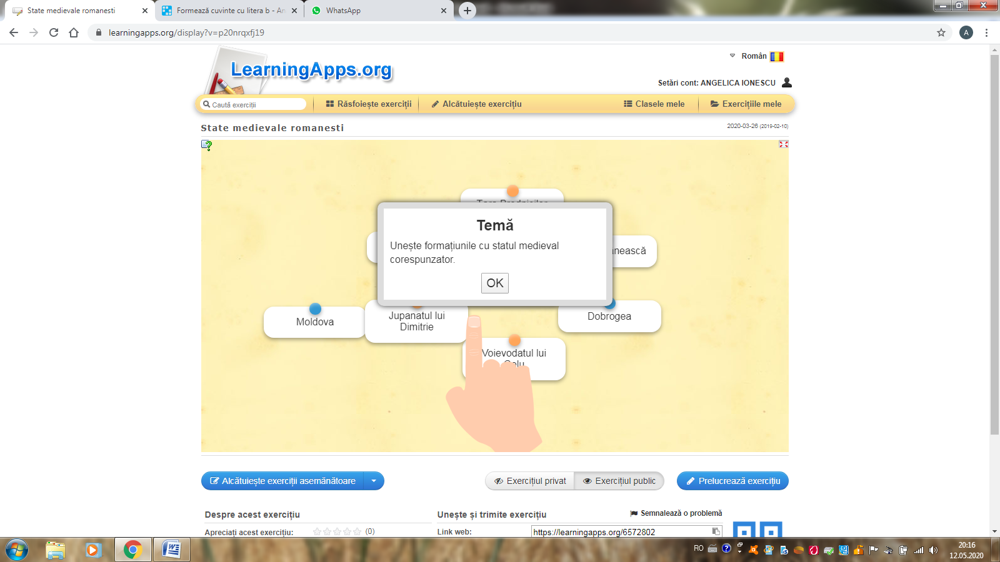 State medievale romanesti
Formează cuvinte cu litera b - An
WhatsApp
learningapps.org/display?v=p20nrqxfj19
A
LearningApps.org
Român
Setări cont: ANGELICA IONESCU
Caută exerciții
Răsfoiește exerciții
Alcătuiește exercițiu
Clasele mele
Exercițiile mele
State medievale romanesti
2020-03-26 (2019-02-10)
Temă
Unește formațiunile cu statul medieval
corespunzator.
OK
nească
Moldova
Jupanatul lui
Dimitrie
Dobrogea
Voievodatul lui
Alcătuiește exerciții asemănătoare
Exercițiul privat
Exercițiul public
Prelucrează exercițiu
Despre acest exercițiu
Unește și trimite exercițiu
Semnalează o problemă
Apreciați acest exercițiu:
(0)
Link web:
https://learningapps.org/6572802
RO
20:16
12.05.2020